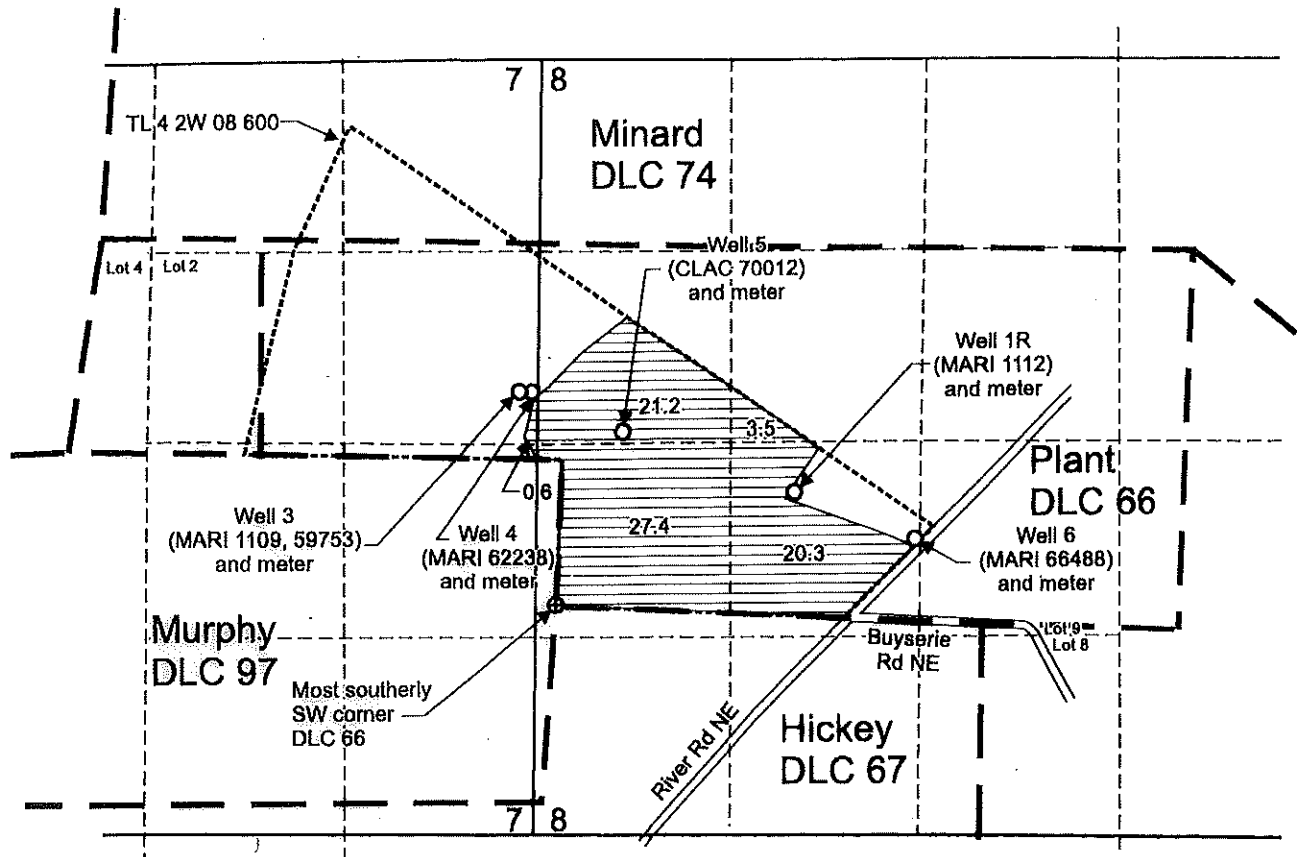 7 8
TL 4 2W 08 600
Minard
DLC 74
Well 5
(CLAC 70012)
and meter
Lot 4
Lot 2
Well 1R
(MARI 1112)
and meter
21.2
3.5
Plant
DLC 66
0.6
Well 3
(MARI 1109, 59753)
and meter
Well 4
(MARI 62238)
and meter
27.4
20.3
Well 6
(MARI 66488)
and meter
Murphy
DLC 97
Most southerly
SW corner
DLC 66
Buyserie
Rd NE
Lot 9
Lot 8
River Rd NE
Hickey
DLC 67
7 8